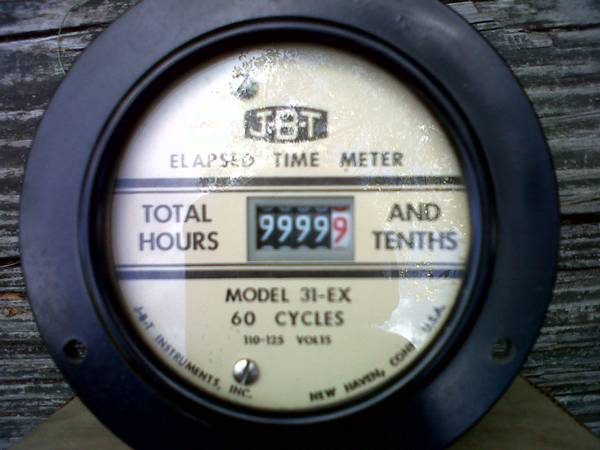 J-B-T
ELAPSED TIME METER
TOTAL HOURS
99999
AND TENTHS
MODEL 31-EX
60 CYCLES
110-125 VOLTS
J-B-T INSTRUMENTS, INC.
NEW HAVEN, CONN U.S.A.